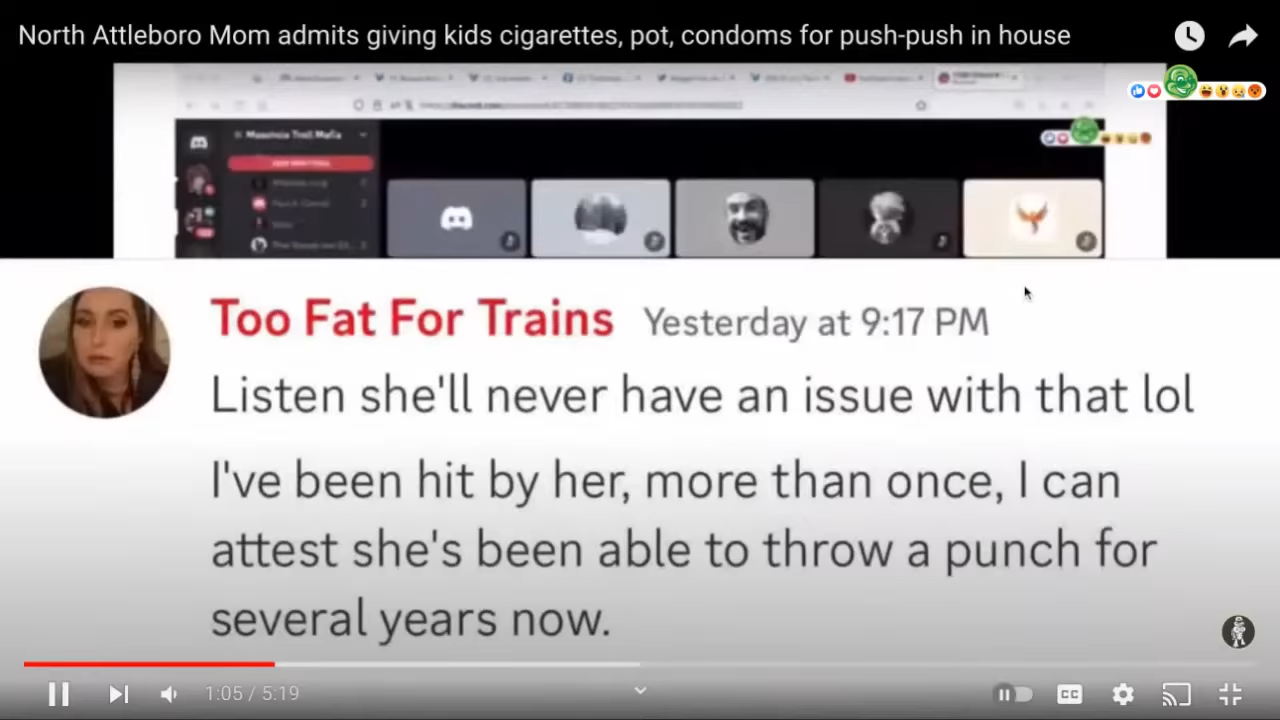 North Attleboro Mom admits giving kids cigarettes, pot, condoms for push-push in house
Too Fat For Trains Yesterday at 9:17 PM
Listen she'll never have an issue with that lol
I've been hit by her, more than once, I can
attest she's been able to throw a punch for
several years now.
1:05 / 5:19
CC